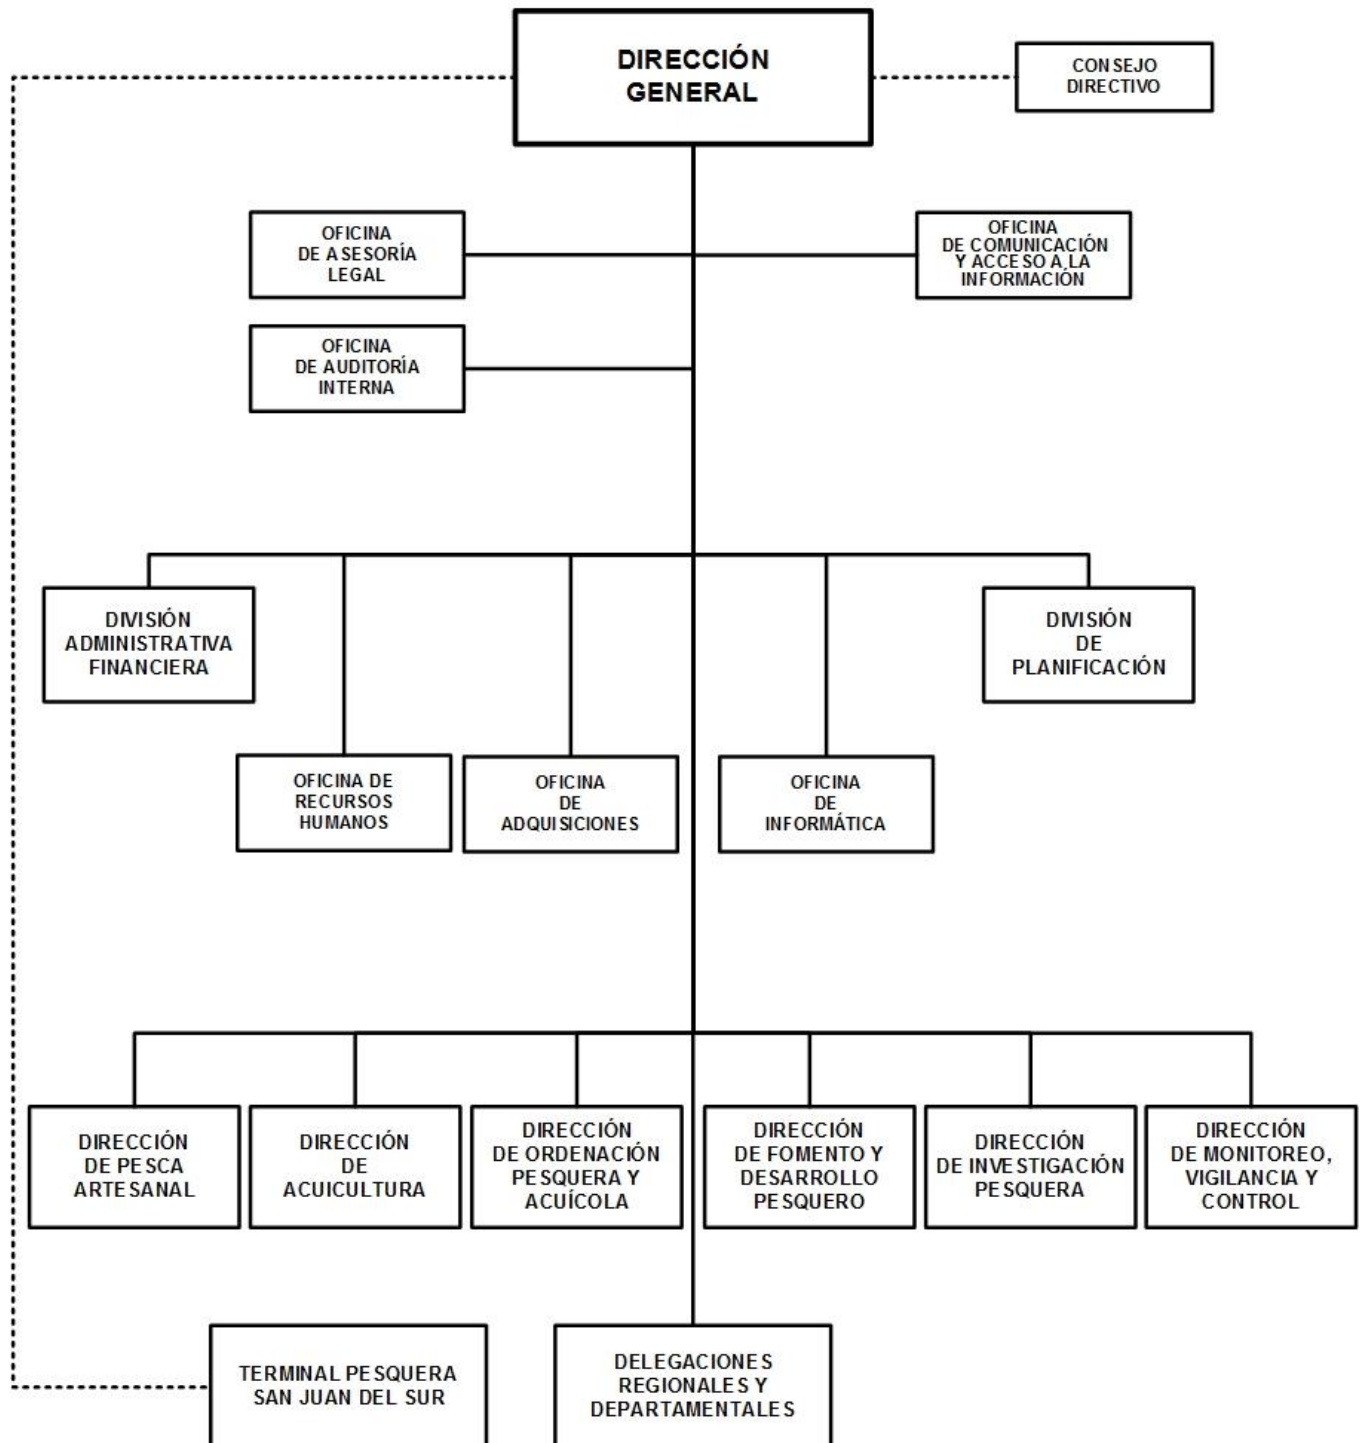 DIRECCIÓN
GENERAL
CONSEJO
DIRECTIVO
OFICINA
DE ASESORÍA
LEGAL
OFICINA
DE COMUNICACIÓN
Y ACCESO A LA
INFORMACIÓN
OFICINA
DE AUDITORÍA
INTERNA
DIVISIÓN
ADMINISTRATIVA
FINANCIERA
DIVISIÓN
DE
PLANIFICACIÓN
OFICINA DE
RECURSOS
HUMANOS
OFICINA
DE
ADQUISICIONES
OFICINA
DE
INFORMÁTICA
DIRECCIÓN
DE PESCA
ARTESANAL
DIRECCIÓN
DE
ACUICULTURA
DIRECCIÓN
DE ORDENACIÓN
PESQUERA Y
ACUÍCOLA
DIRECCIÓN
DE FOMENTO Y
DESARROLLO
PESQUERO
DIRECCIÓN
DE INVESTIGACIÓN
PESQUERA
DIRECCIÓN
DE MONITOREO,
VIGILANCIA Y
CONTROL
TERMINAL PESQUERA
SAN JUAN DEL SUR
DELEGACIONES
REGIONALES Y
DEPARTAMENTALES